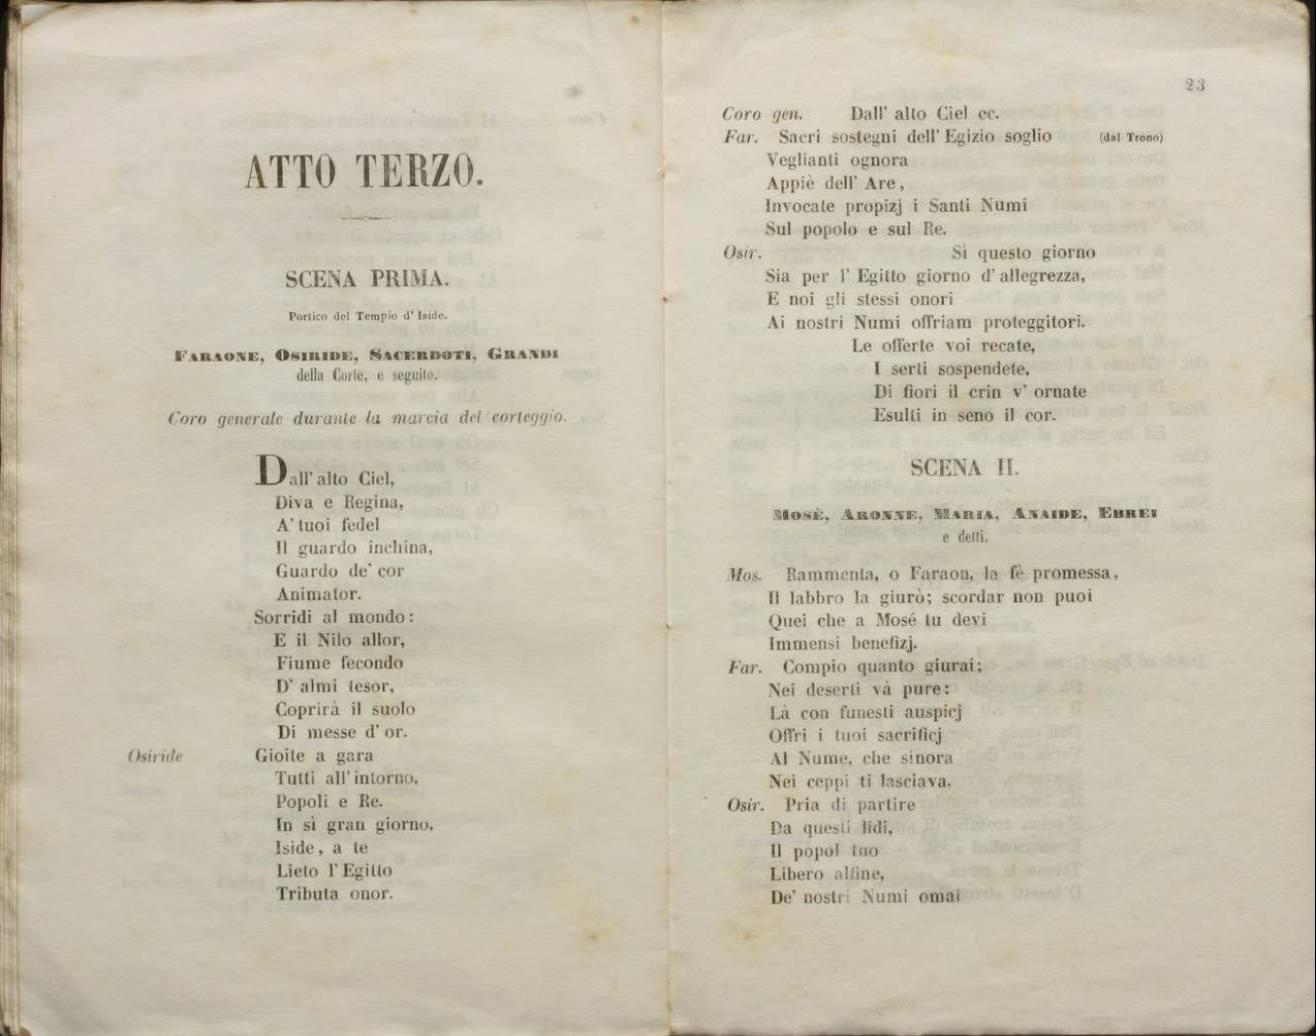 ATTO TERZO.
SCENA PRIMA.
Portico del Tempio d' Iside.
FARAONE, OSIRIDE, SACERDOTI, GRANDI
della Corte, e seguito.
Coro generale durante la marcia del corteggio.
Dall' alto Ciel,
Diva e Regina,
A' tuoi fedel
Il guardo inchina,
Guardo de' cor
Animator.
Sorridi al mondo:
E il Nilo allor,
Fiume fecondo
D' almi tesor,
Coprirà il suolo
Di messe d' or.
Osiride Gioite a gara
Tutti all' intorno,
Popoli e Re.
In sì gran giorno,
Iside, a te
Lieto l' Egitto
Tributa onor.
23
Coro gen. Dall' alto Ciel ec.
Far. Sacri sostegni dell' Egizio soglio (dal Trono)
Veglianti ognora
Appiè dell' Are,
Invocate propizj i Santi Numi
Sul popolo e sul Re.
Osir. Sì questo giorno
Sia per l' Egitto giorno d' allegrezza,
E noi gli stessi onori
Ai nostri Numi offriam proteggitori.
Le offerte voi recate,
I serti sospendete,
Di fiori il crin v' ornate
Esulti in seno il cor.
SCENA II.
MOSÈ, ARONNE, MARIA, ANAIDE, EBREI
e detti.
Mos. Rammenta, o Faraon, la fè promessa,
Il labbro la giurò; scordar non puoi
Quei che a Mosé tu devi
Immensi benefizj.
Far. Compio quanto giurai;
Nei deserti và pure:
Là con funesti auspicj
Offri i tuoi sacrificj
Al Nume, che sinora
Nei ceppi ti lasciava.
Osir. Pria di partire
Da questi lidi,
Il popol tuo
Libero alfine,
De' nostri Numi omai